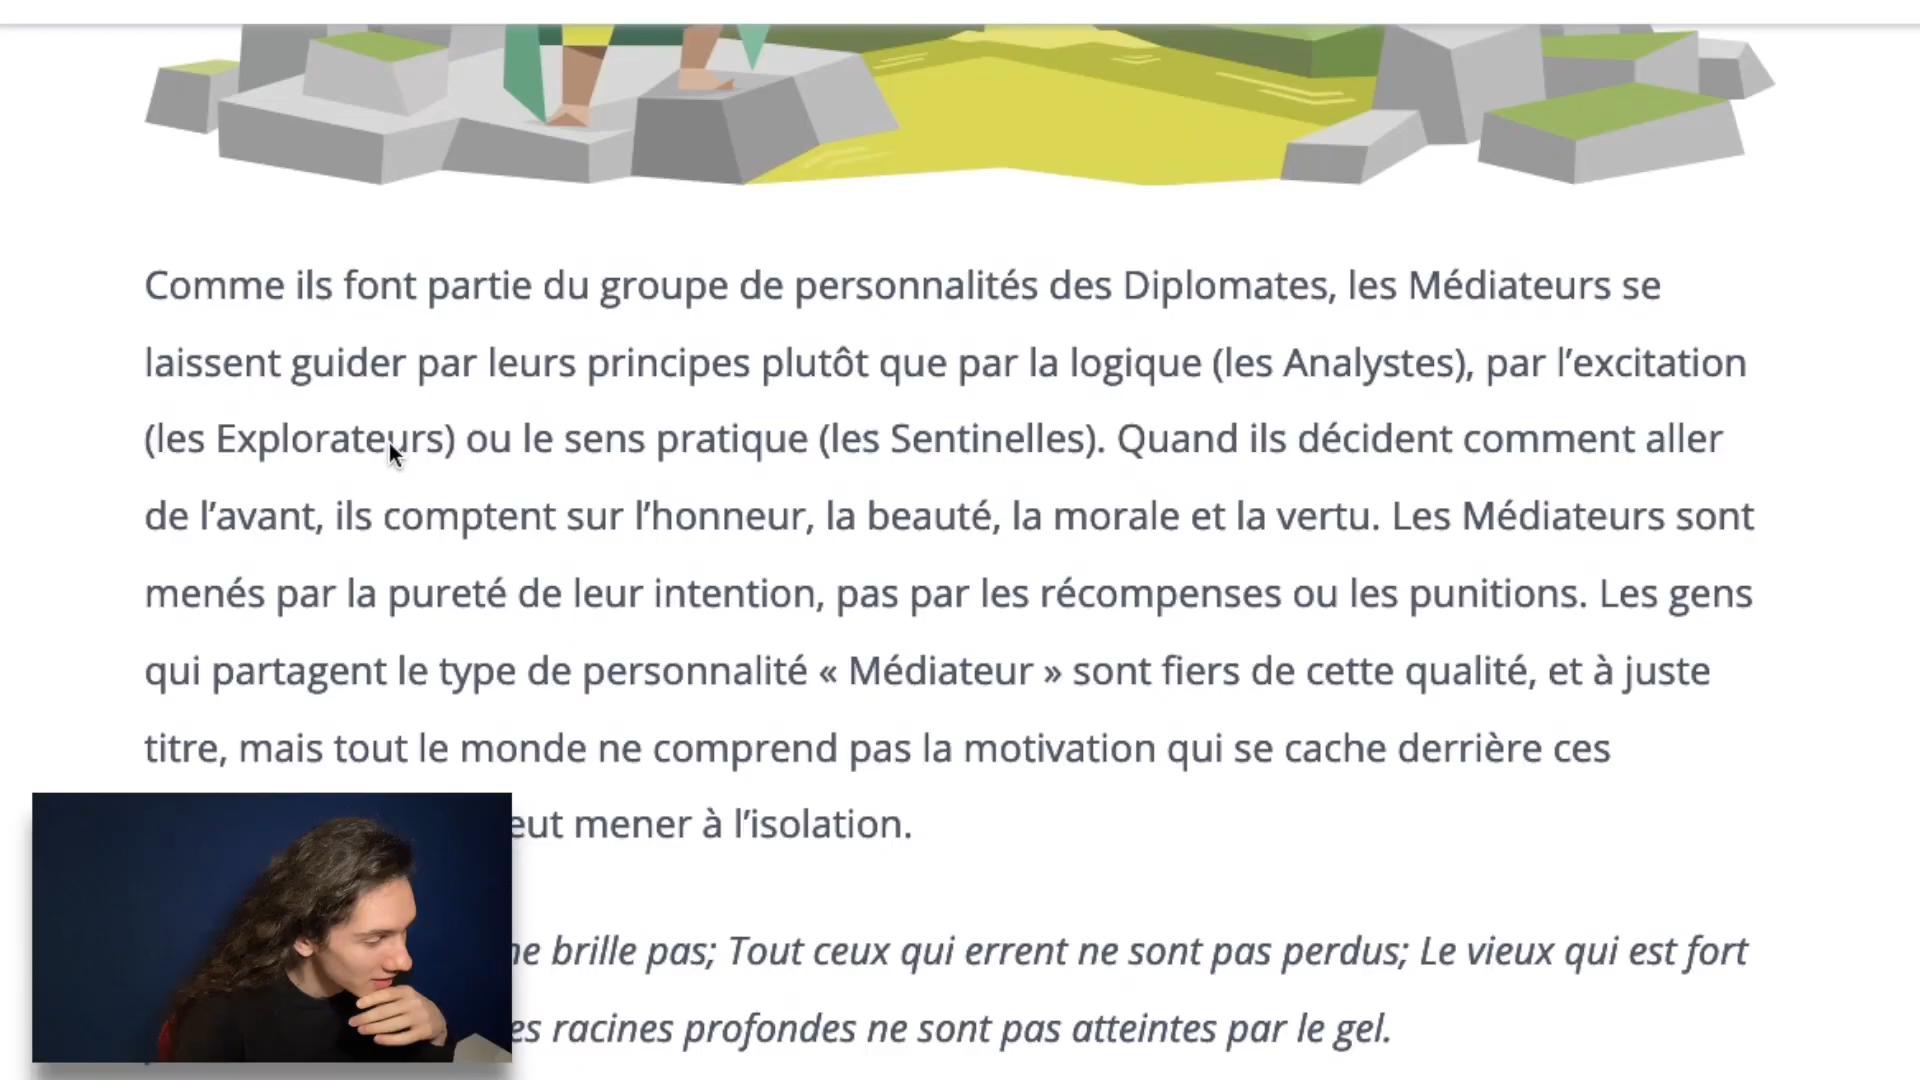 Comme ils font partie du groupe de personnalités des Diplomates, les Médiateurs se
laissent guider par leurs principes plutôt que par la logique (les Analystes), par l’excitation
(les Explorateurs) ou le sens pratique (les Sentinelles). Quand ils décident comment aller
de l’avant, ils comptent sur l’honneur, la beauté, la morale et la vertu. Les Médiateurs sont
menés par la pureté de leur intention, pas par les récompenses ou les punitions. Les gens
qui partagent le type de personnalité « Médiateur » sont fiers de cette qualité, et à juste
titre, mais tout le monde ne comprend pas la motivation qui se cache derrière ces
mener à l’isolation.
brille pas; Tout ceux qui errent ne sont pas perdus; Le vieux qui est fort
racines profondes ne sont pas atteintes par le gel.